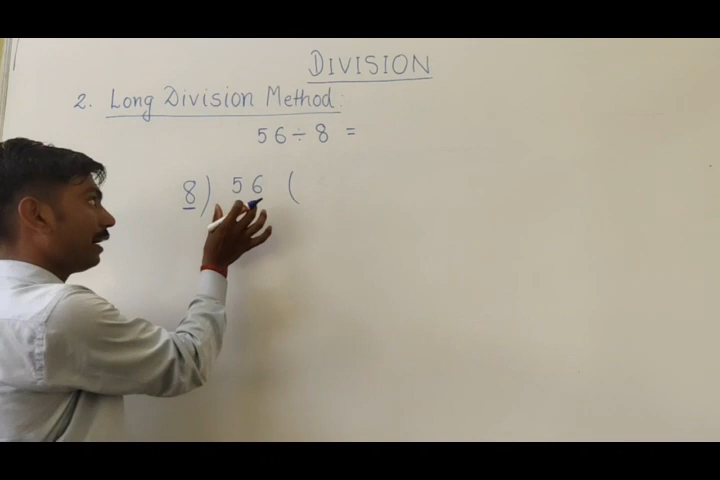 DIVISION
2. Long Division Method:
56 ÷ 8 =
8) 56 (